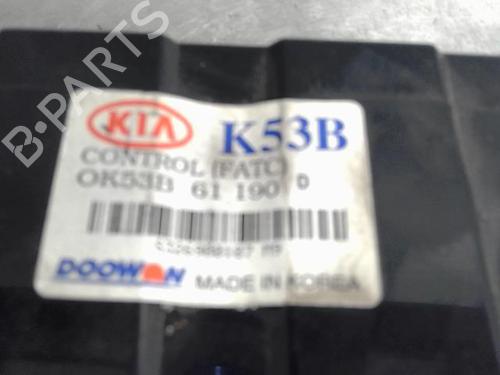 KIA K53B
CONTROL (FATC)
OK53B 61 190 D
DOOWON MADE IN KOREA
B-PARTS